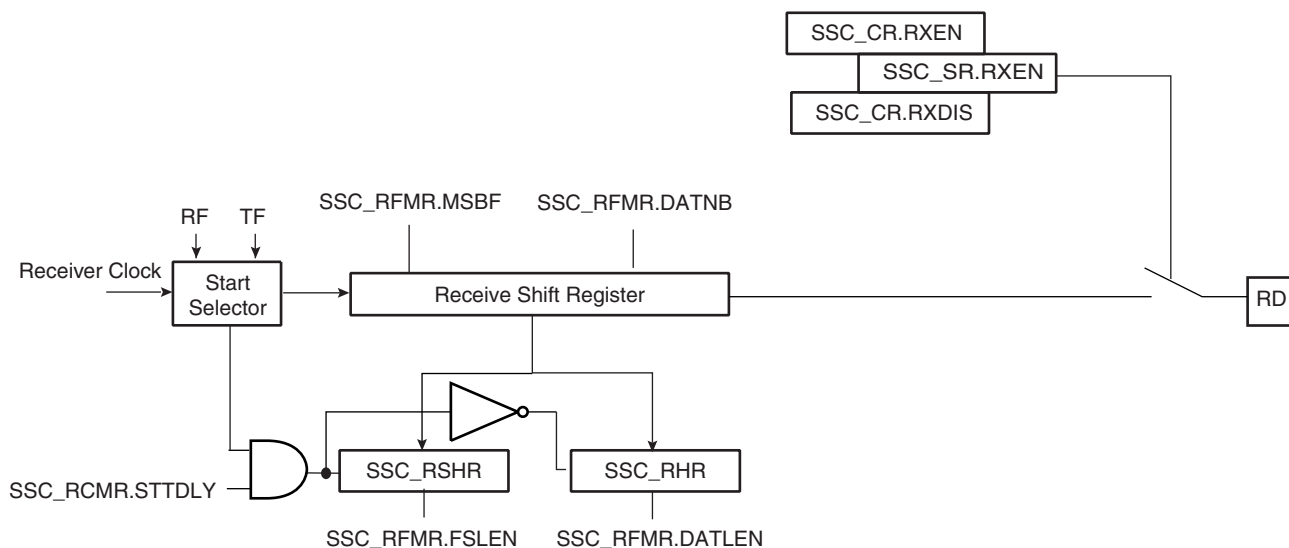 SSC_CR.RXEN
SSC_SR.RXEN
SSC_CR.RXDIS
SSC_RFMR.MSBF
SSC_RFMR.DATNB
RF
TF
Receiver Clock
Start
Selector
Receive Shift Register
RD
SSC_RSHR
SSC_RHR
SSC_RCMR.STTDLY
SSC_RFMR.FSLEN
SSC_RFMR.DATLEN